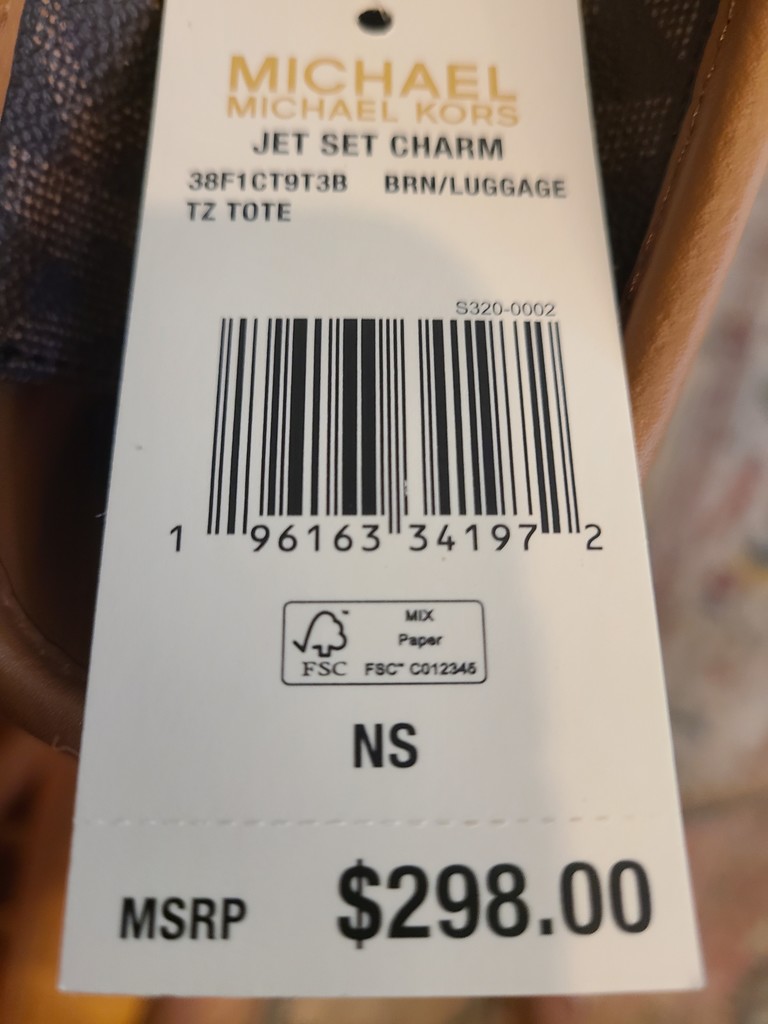 MICHAEL
MICHAEL KORS
JET SET CHARM
38F1CT9T3B BRN/LUGGAGE
TZ TOTE
S320-0002
1 96163 34197 2
MIX
Paper
FSC FSC™ C012345
NS
MSRP $298.00